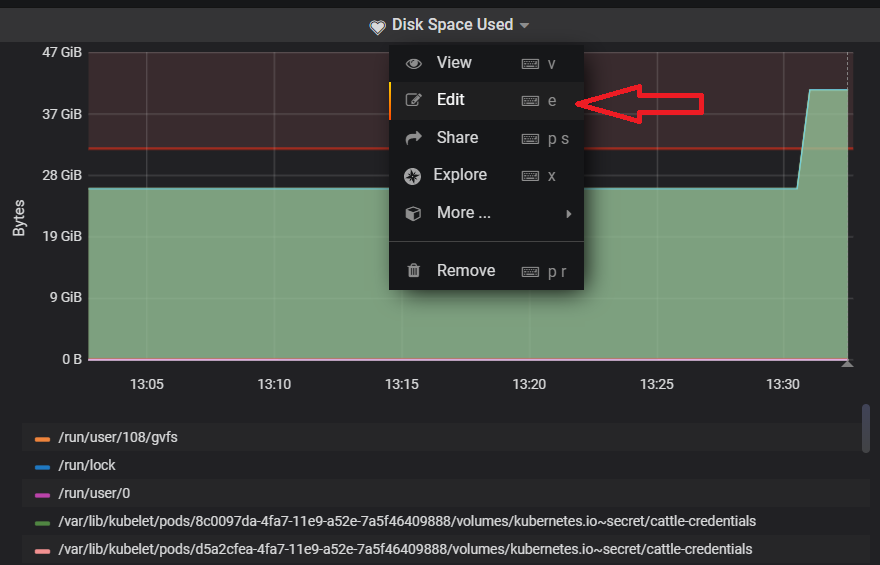 Disk Space Used
47 GiB
37 GiB
28 GiB
19 GiB
9 GiB
0 B
Bytes
View v
Edit e
Share p s
Explore x
More ...
Remove p r
13:05 13:10 13:15 13:20 13:25 13:30
/run/user/108/gvfs
/run/lock
/run/user/0
/var/lib/kubelet/pods/8c0097da-4fa7-11e9-a52e-7a5f46409888/volumes/kubernetes.io~secret/cattle-credentials
/var/lib/kubelet/pods/d5a2cfea-4fa7-11e9-a52e-7a5f46409888/volumes/kubernetes.io~secret/cattle-credentials